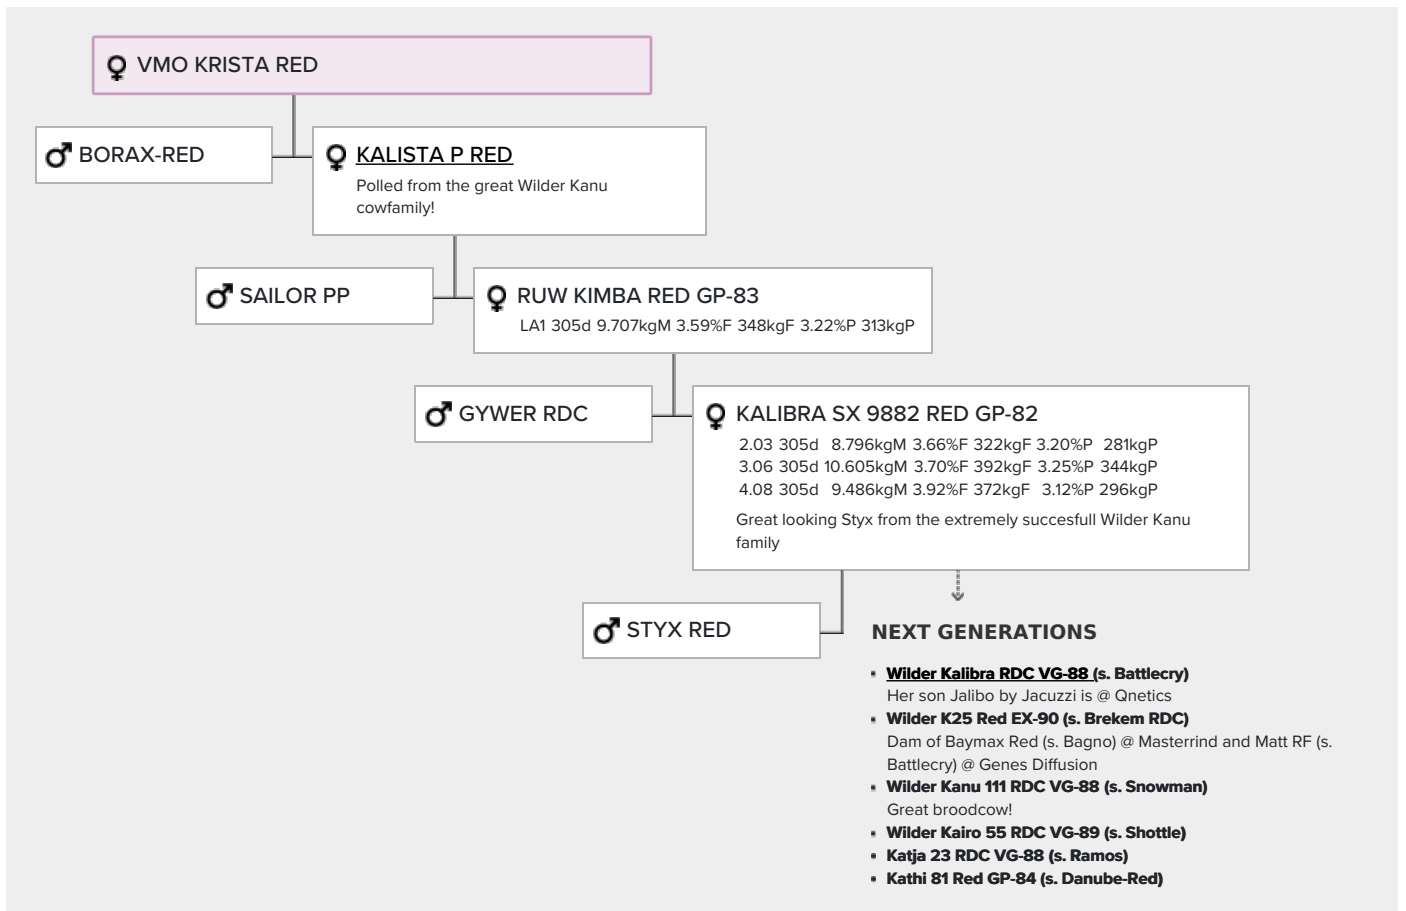 VMO KRISTA RED
BORAX-RED
KALISTA P RED
Polled from the great Wilder Kanu
cowfamily!
SAILOR PP
RUW KIMBA RED GP-83
LA1 305d 9.707kgM 3.59%F 348kgF 3.22%P 313kgP
GYWER RDC
KALIBRA SX 9882 RED GP-82
2.03 305d 8.796kgM 3.66%F 322kgF 3.20%P 281kgP
3.06 305d 10.605kgM 3.70%F 392kgF 3.25%P 344kgP
4.08 305d 9.486kgM 3.92%F 372kgF 3.12%P 296kgP
Great looking Styx from the extremely succesfull Wilder Kanu
family
STYX RED
NEXT GENERATIONS
Wilder Kalibra RDC VG-88 (s. Battlecry)
Her son Jalibo by Jacuzzi is @ Qnetics
Wilder K25 Red EX-90 (s. Brekem RDC)
Dam of Baymax Red (s. Bagno) @ Masterrind and Matt RF (s.
Battlecry) @ Genes Diffusion
Wilder Kanu 111 RDC VG-88 (s. Snowman)
Great broodcow!
Wilder Kairo 55 RDC VG-89 (s. Shottle)
Katja 23 RDC VG-88 (s. Ramos)
Kathi 81 Red GP-84 (s. Danube-Red)